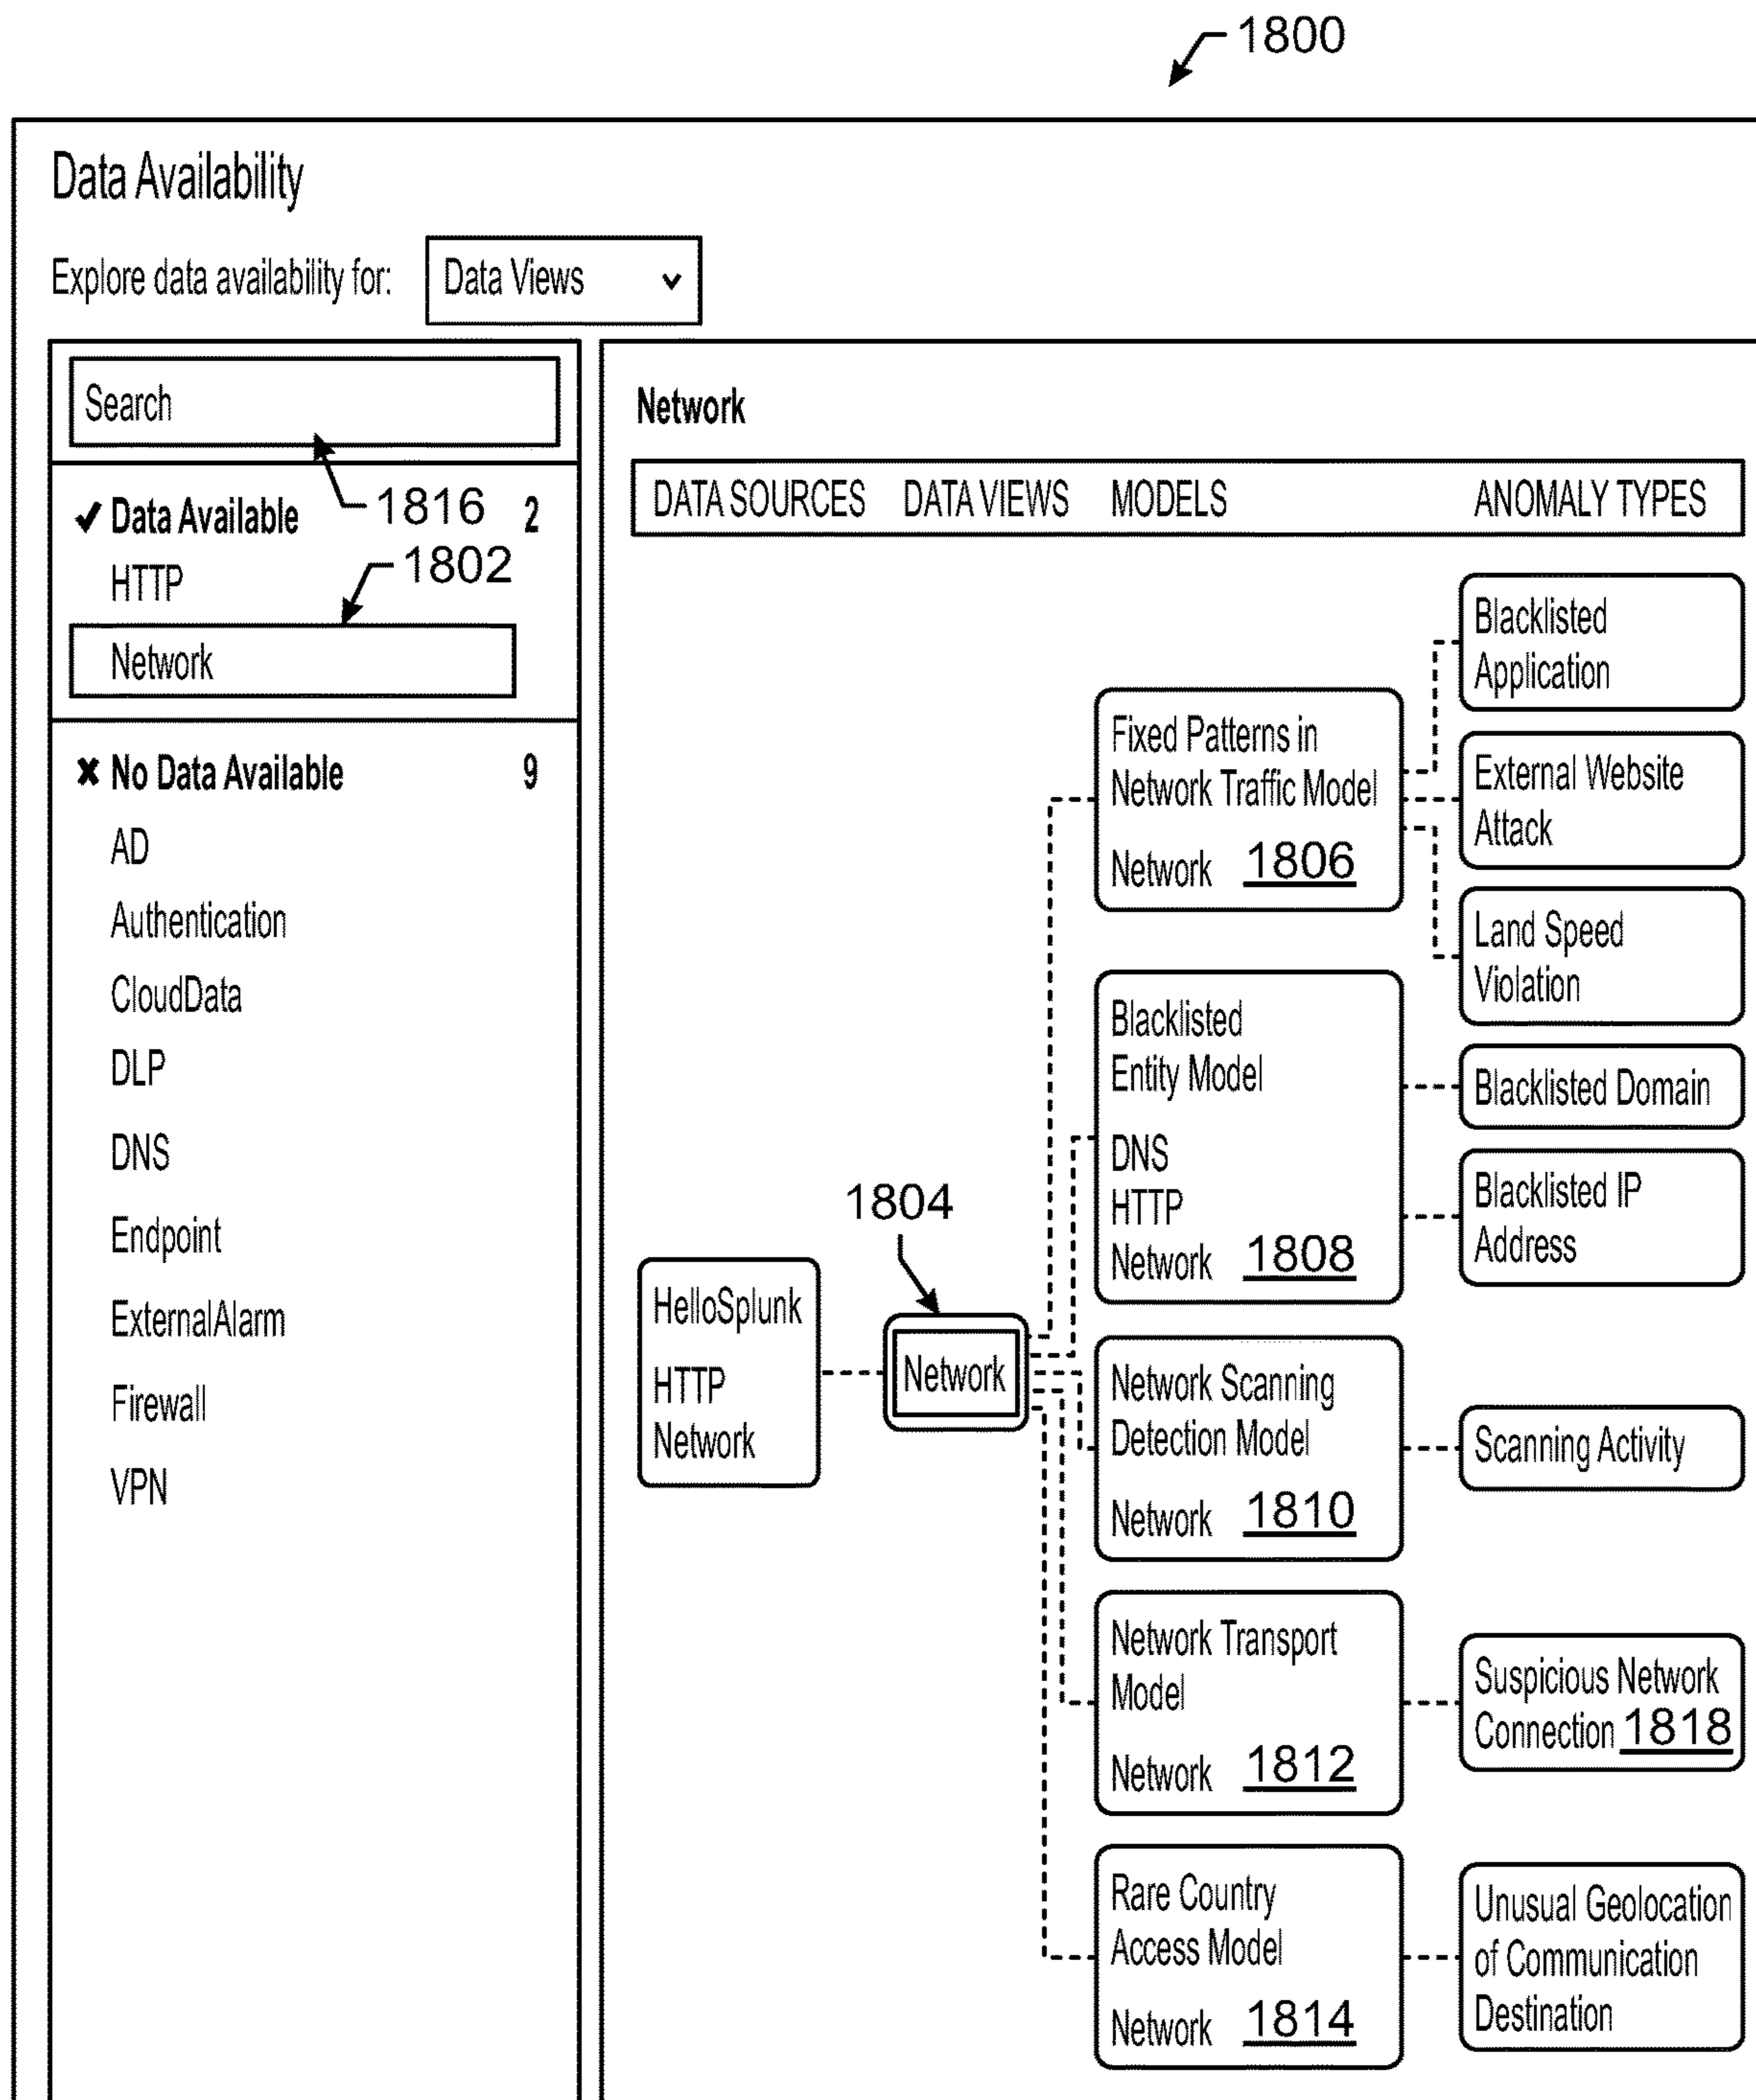 1800
Data Availability
Explore data availability for: Data Views
Search
1816
✔ Data Available 2
HTTP
1802
Network
✖ No Data Available 9
AD
Authentication
CloudData
DLP
DNS
Endpoint
ExternalAlarm
Firewall
VPN
Network
DATA SOURCES DATA VIEWS MODELS ANOMALY TYPES
HelloSplunk
HTTP
Network
1804
Network
Fixed Patterns in
Network Traffic Model
Network 1806
Blacklisted
Entity Model
DNS
HTTP
Network 1808
Network Scanning
Detection Model
Network 1810
Network Transport
Model
Network 1812
Rare Country
Access Model
Network 1814
Blacklisted
Application
External Website
Attack
Land Speed
Violation
Blacklisted Domain
Blacklisted IP
Address
Scanning Activity
Suspicious Network
Connection 1818
Unusual Geolocation
of Communication
Destination